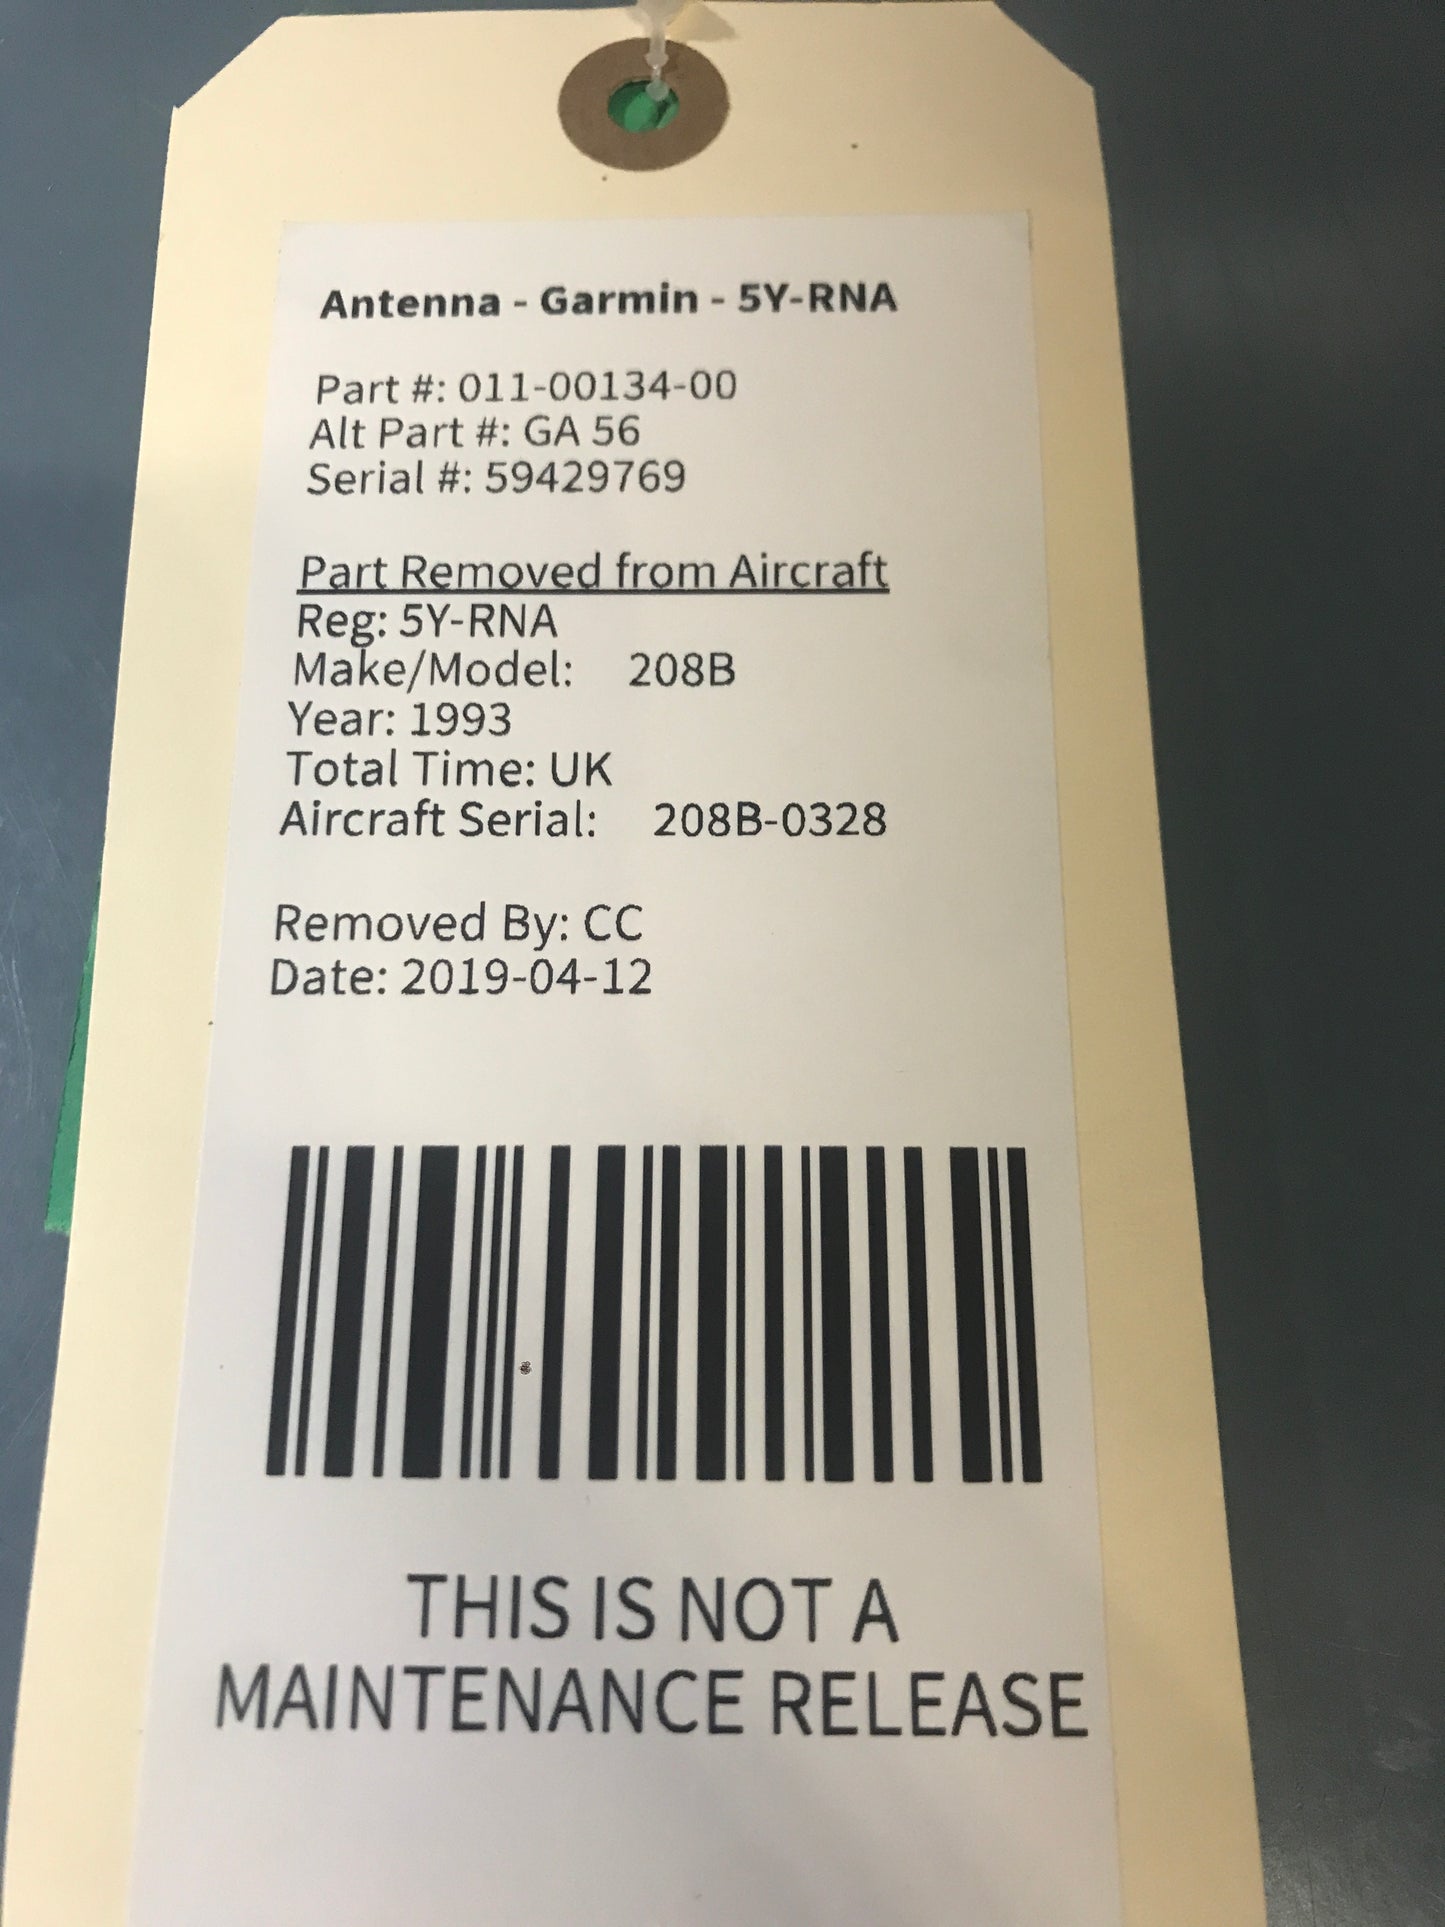 Antenna - Garmin - 5Y-RNA
Part #: 011-00134-00
Alt Part #: GA 56
Serial #: 59429769
Part Removed from Aircraft
Reg: 5Y-RNA
Make/Model: 208B
Year: 1993
Total Time: UK
Aircraft Serial: 208B-0328
Removed By: CC
Date: 2019-04-12
THIS IS NOT A
MAINTENANCE RELEASE